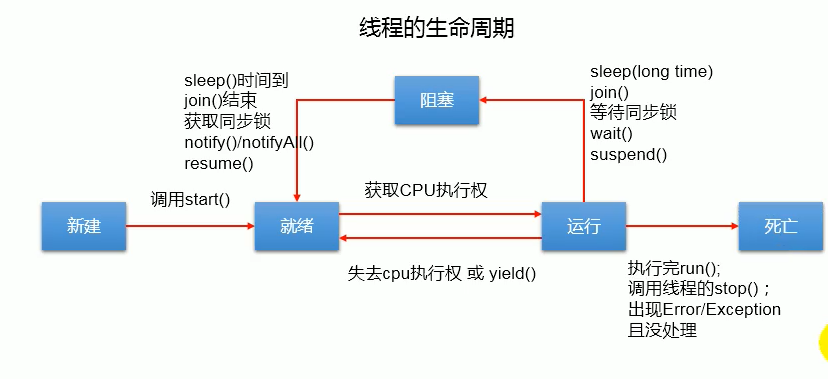 线程的生命周期
sleep()时间到
join()结束
获取同步锁
notify()/notifyAll()
resume()
阻塞
sleep(long time)
join()
等待同步锁
wait()
suspend()
新建
调用start()
就绪
获取CPU执行权
失去cpu执行权 或 yield()
运行
死亡
执行完run();
调用线程的stop()；
出现Error/Exception
且没处理